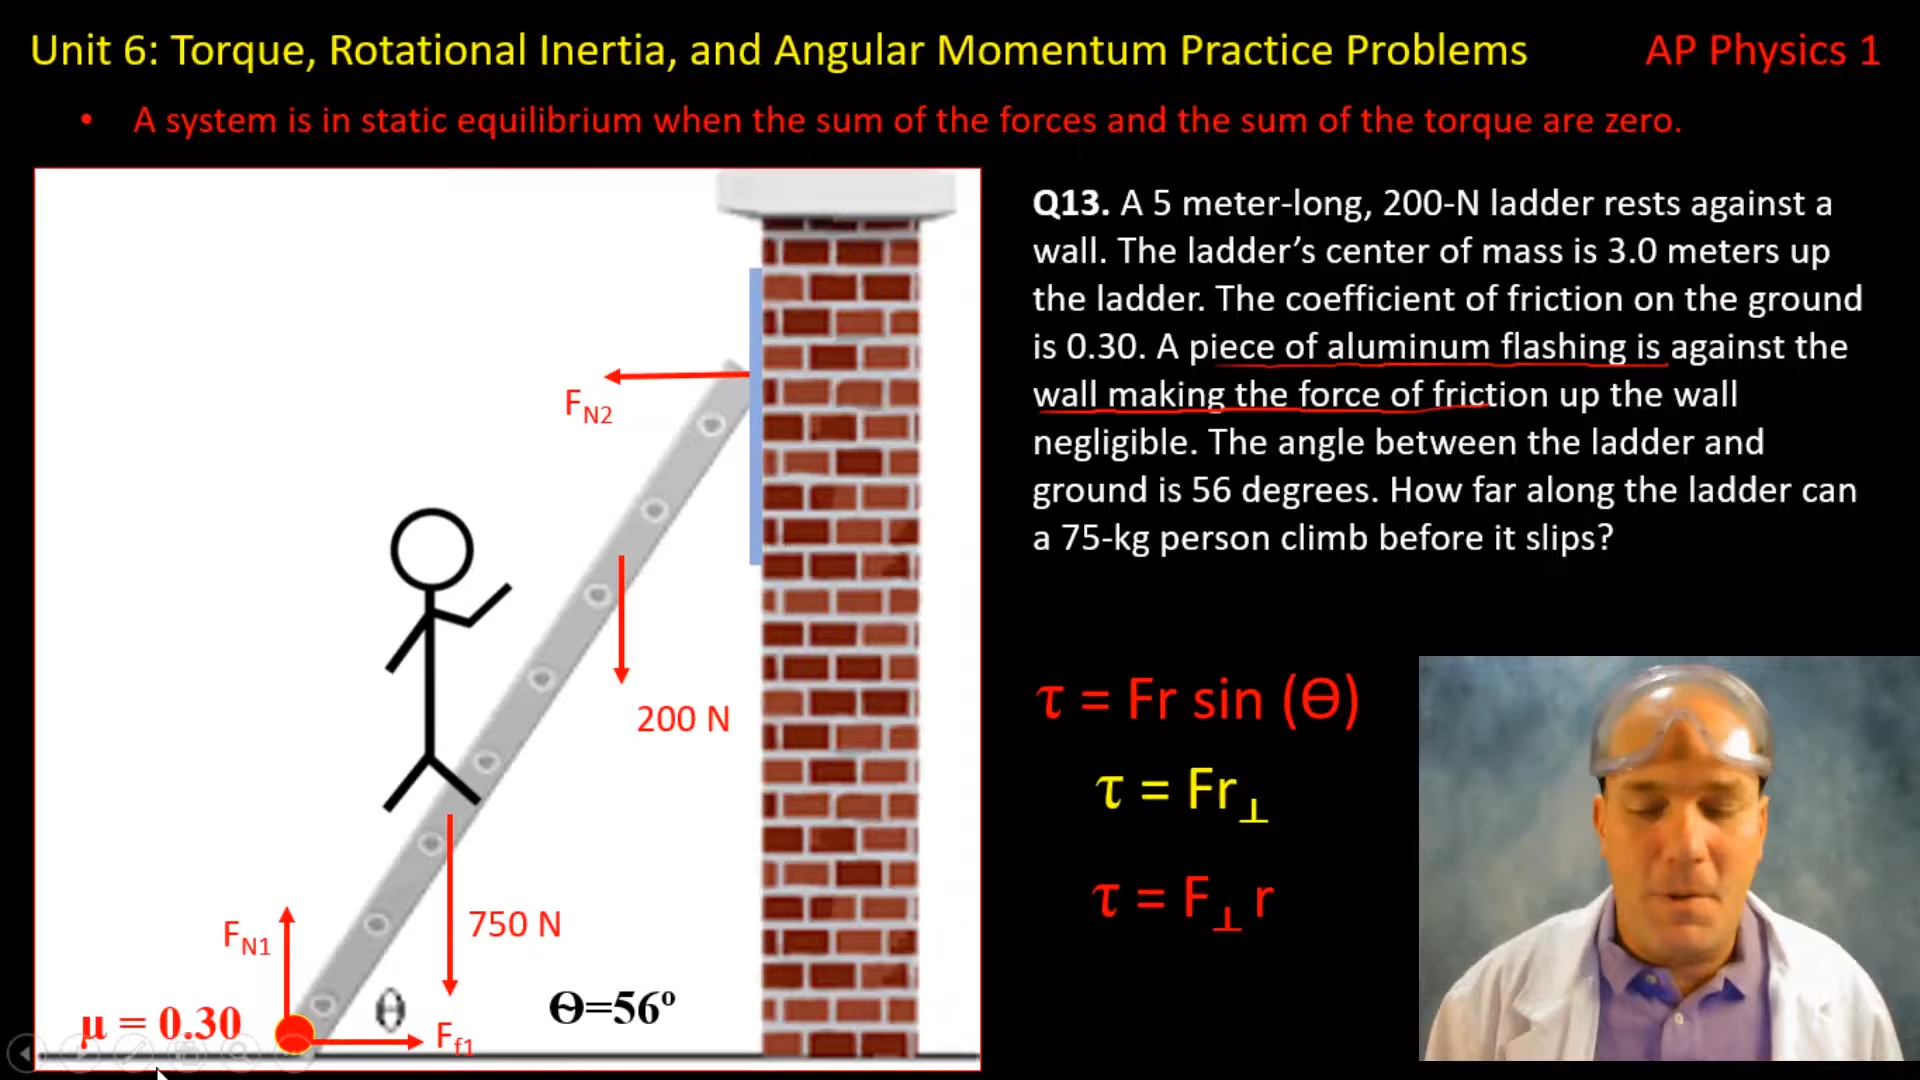 Unit 6: Torque, Rotational Inertia, and Angular Momentum Practice Problems
AP Physics 1
• A system is in static equilibrium when the sum of the forces and the sum of the torque are zero.
Q13. A 5 meter-long, 200-N ladder rests against a
wall. The ladder’s center of mass is 3.0 meters up
the ladder. The coefficient of friction on the ground
is 0.30. A piece of aluminum flashing is against the
wall making the force of friction up the wall
negligible. The angle between the ladder and
ground is 56 degrees. How far along the ladder can
a 75-kg person climb before it slips?
F_N2
200 N
F_N1
750 N
μ = 0.30
θ
F_f1
Θ=56º
τ = Fr sin (Θ)
τ = Fr⊥
τ = F⊥ r